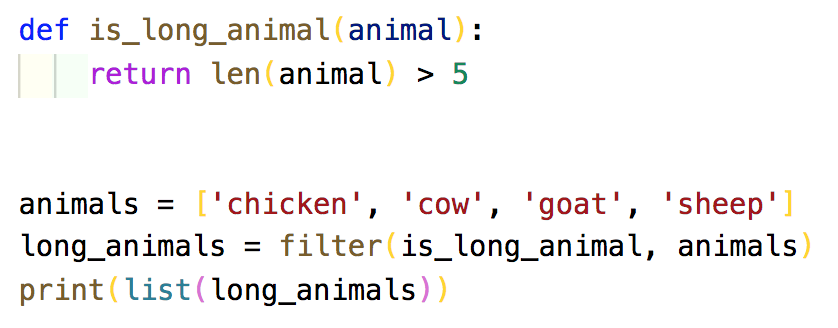 def is_long_animal(animal):
    return len(animal) > 5
animals = ['chicken', 'cow', 'goat', 'sheep']
long_animals = filter(is_long_animal, animals)
print(list(long_animals))